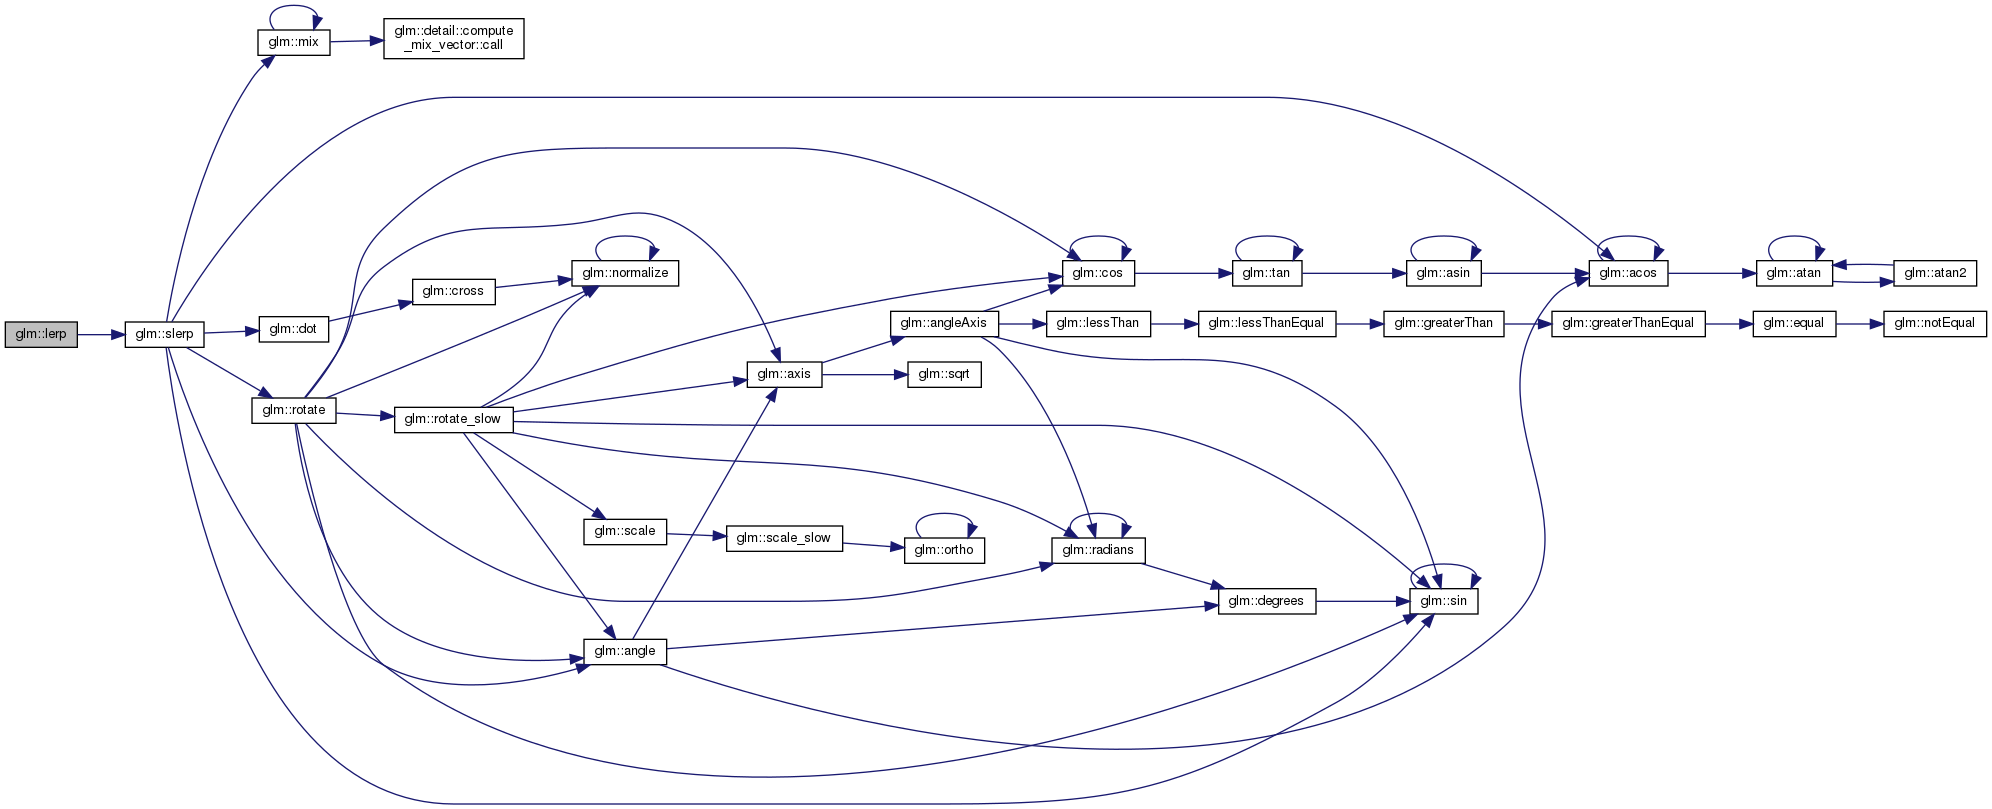 glm::mix
glm::detail::compute
_mix_vector::call
glm::normalize
glm::cos
glm::tan
glm::asin
glm::acos
glm::atan
glm::atan2
glm::cross
glm::lerp
glm::slerp
glm::dot
glm::angleAxis
glm::lessThan
glm::lessThanEqual
glm::greaterThan
glm::greaterThanEqual
glm::equal
glm::notEqual
glm::axis
glm::sqrt
glm::rotate
glm::rotate_slow
glm::scale
glm::scale_slow
glm::ortho
glm::radians
glm::degrees
glm::sin
glm::angle